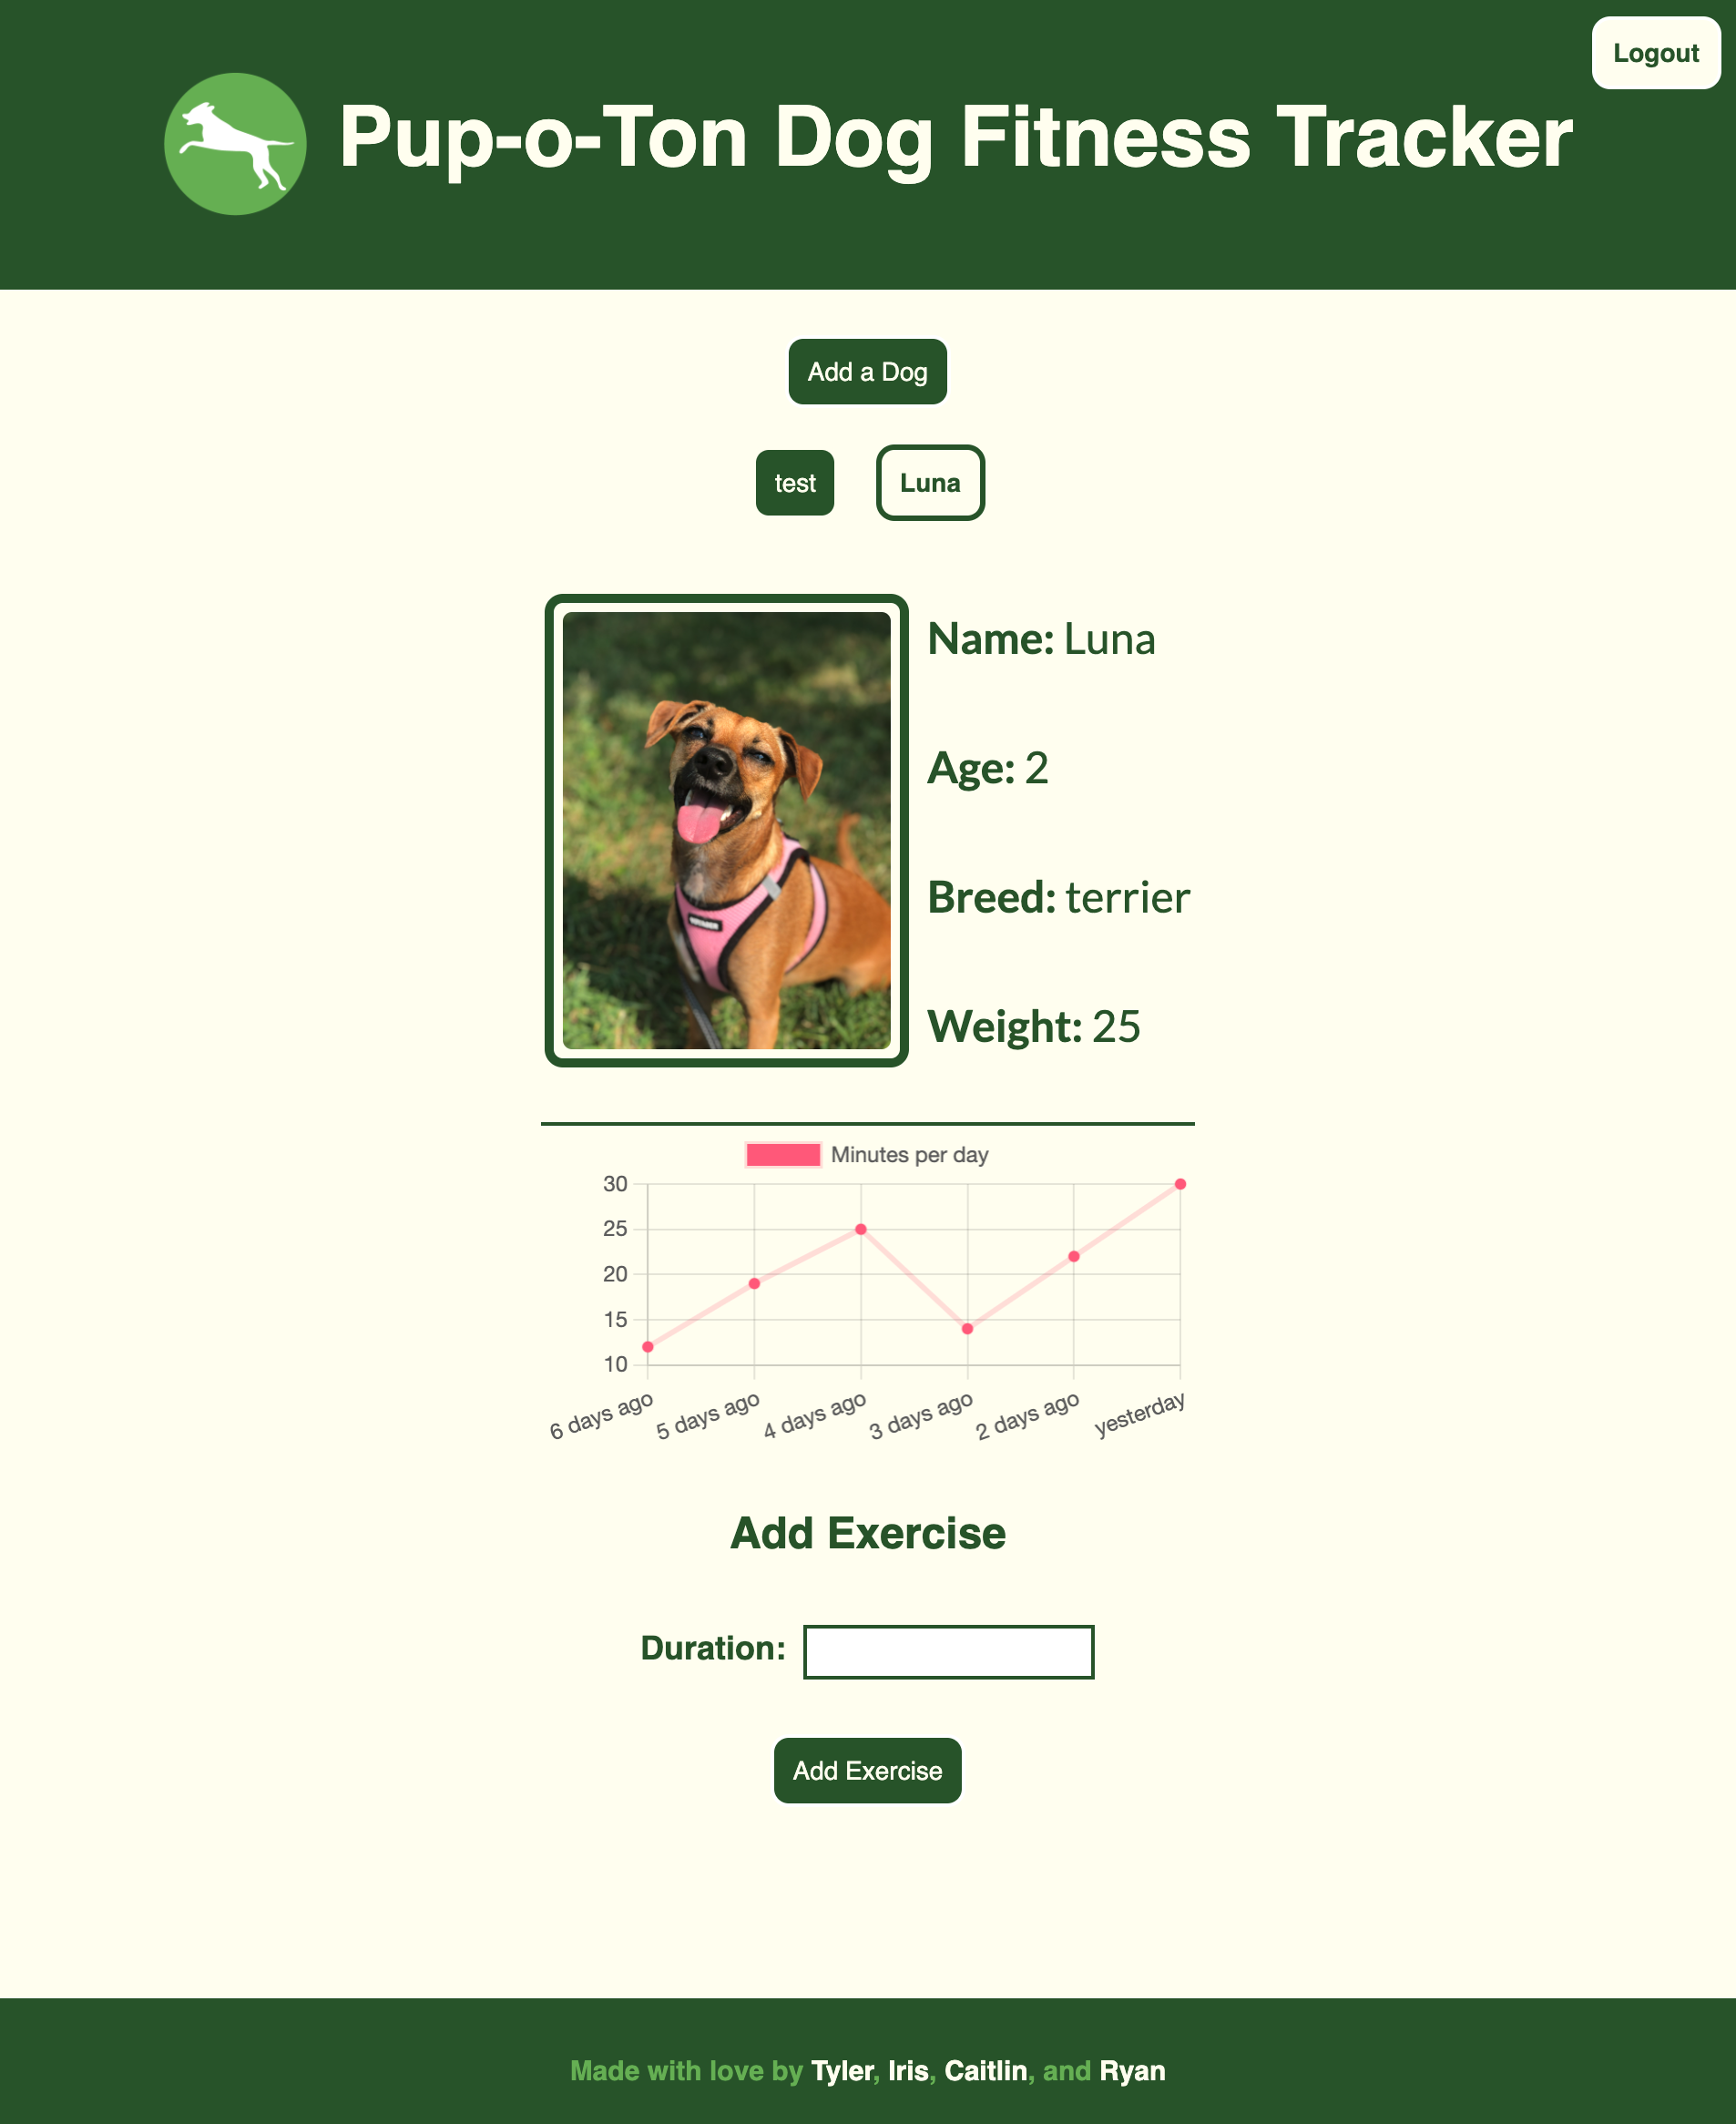 Logout
Pup-o-Ton Dog Fitness Tracker
Add a Dog
test Luna
Name: Luna
Age: 2
Breed: terrier
Weight: 25
Minutes per day
30
25
20
15
10
6 days ago 5 days ago 4 days ago 3 days ago 2 days ago yesterday
Add Exercise
Duration:
Add Exercise
Made with love by Tyler, Iris, Caitlin, and Ryan